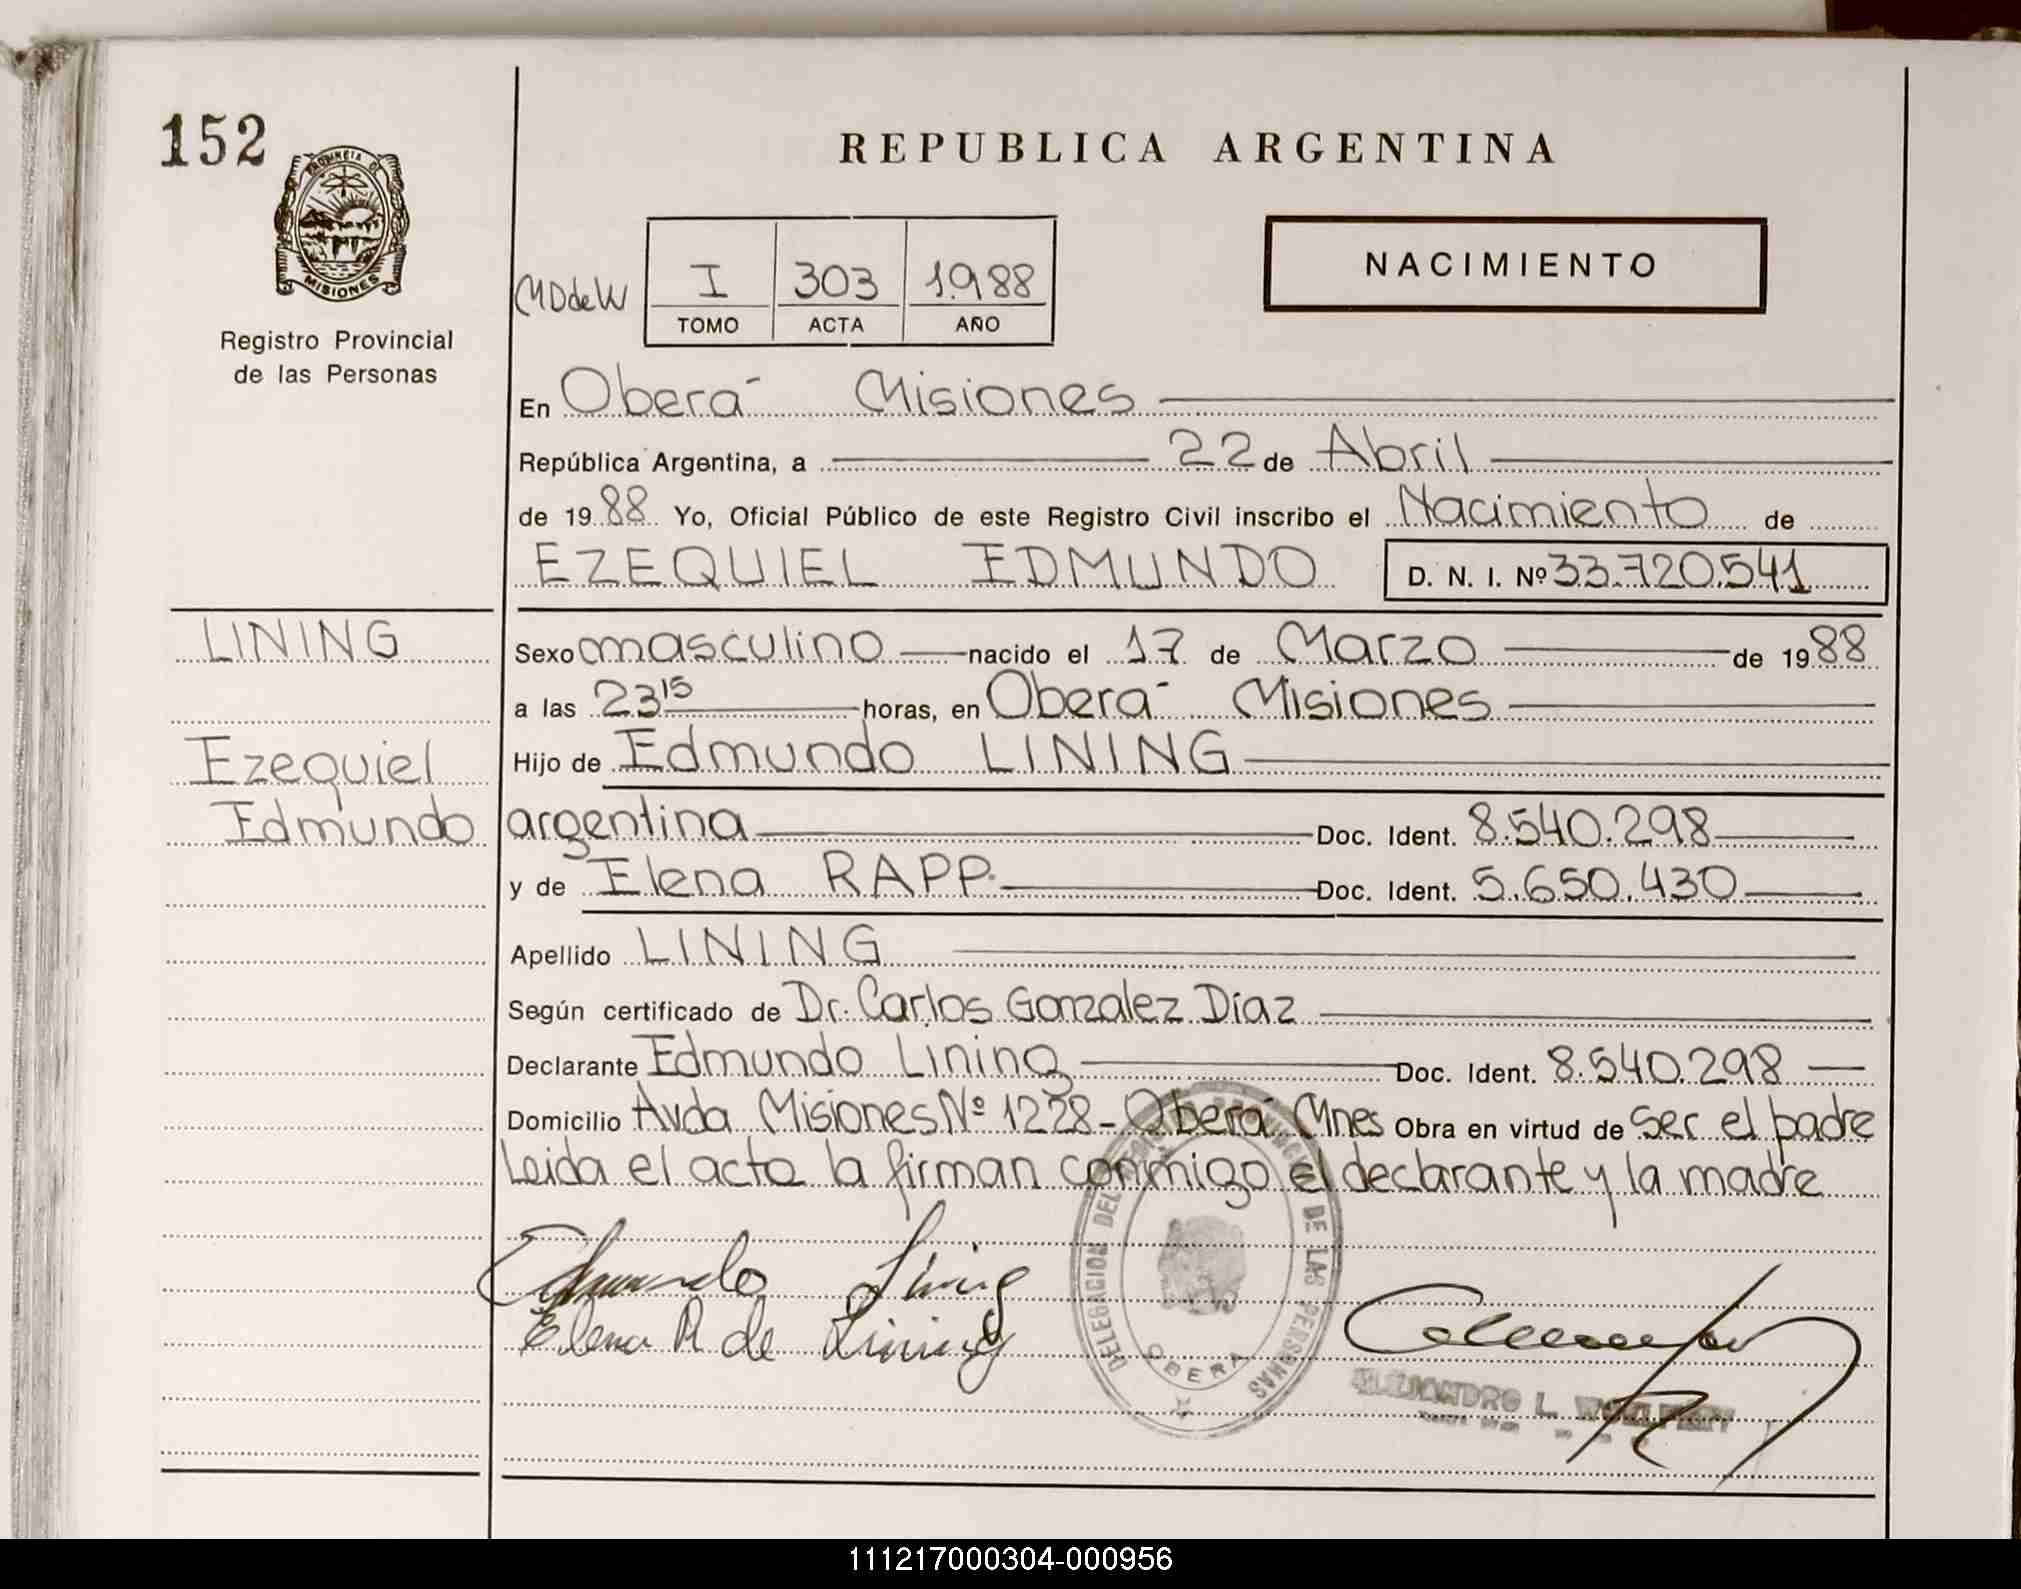 152
PROVINCIA DE
MISIONES
Registro Provincial
de las Personas
REPUBLICA ARGENTINA
MDdeW
I 303 1.988
TOMO ACTA AÑO
NACIMIENTO
En Oberá Misiones
República Argentina, a 22 de Abril
de 1988 Yo, Oficial Público de este Registro Civil inscribo el Nacimiento de
EZEQUIEL EDMUNDO D. N. I. Nº 33.720.541
LINING
Ezequiel
Edmundo
Sexo masculino nacido el 17 de Marzo de 1988
a las 23 15 horas, en Oberá Misiones
Hijo de Edmundo LINING
argentina Doc. Ident. 8.540.298
y de Elena RAPP. Doc. Ident. 5.650.430
Apellido LINING
Según certificado de Dr. Carlos Gonzalez Díaz
Declarante Edmundo Lining Doc. Ident. 8.540.298
Domicilio Avda Misiones Nº 1228 - Oberá Mnes Obra en virtud de ser el padre
Leida el acta la firman conmigo el declarante y la madre
Edmundo Lining
Elena R de Lining
DELEGACION DEL DE LAS PERSONAS
OBERA
ALEJANDRO L.
111217000304-000956